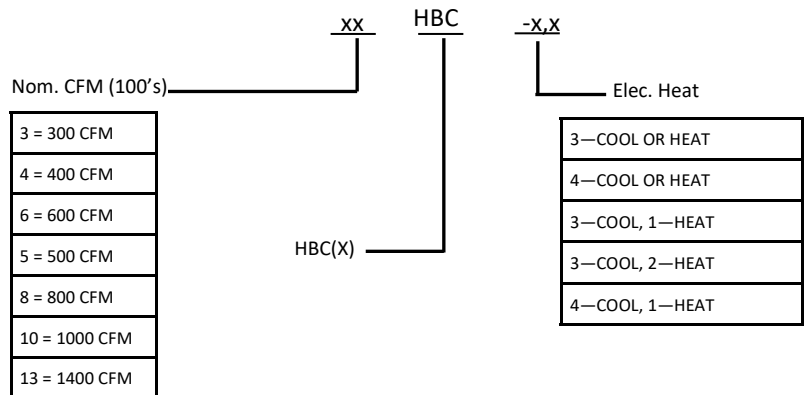 xx HBC -x,x
Nom. CFM (100’s)
Elec. Heat
3 = 300 CFM
4 = 400 CFM
6 = 600 CFM
5 = 500 CFM
8 = 800 CFM
10 = 1000 CFM
13 = 1400 CFM
HBC(X)
3—COOL OR HEAT
4—COOL OR HEAT
3—COOL, 1—HEAT
3—COOL, 2—HEAT
4—COOL, 1—HEAT